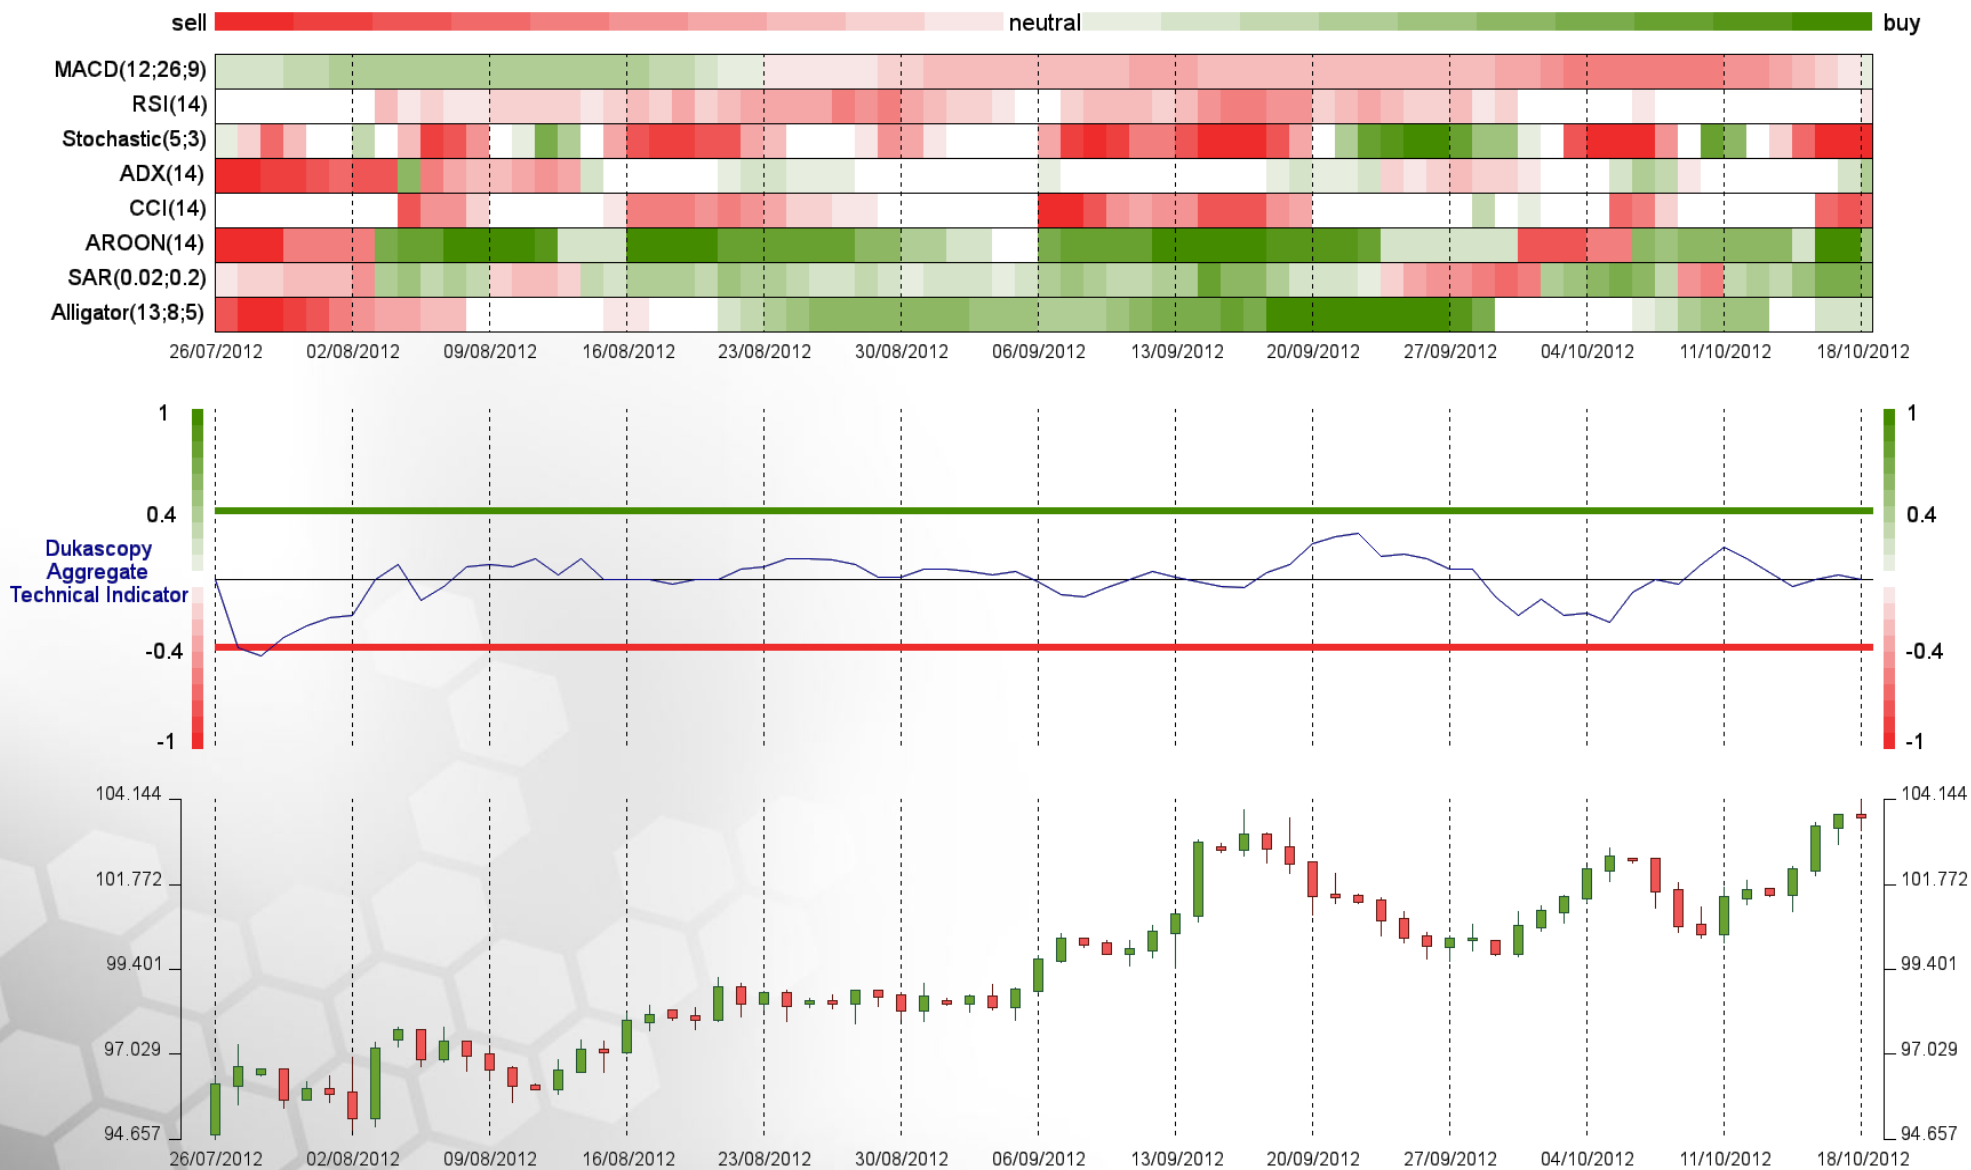 sell neutral buy
MACD(12;26;9)
RSI(14)
Stochastic(5;3)
ADX(14)
CCI(14)
AROON(14)
SAR(0.02;0.2)
Alligator(13;8;5)
26/07/2012 02/08/2012 09/08/2012 16/08/2012 23/08/2012 30/08/2012 06/09/2012 13/09/2012 20/09/2012 27/09/2012 04/10/2012 11/10/2012 18/10/2012
1 1
0.4 0.4
Dukascopy
Aggregate
Technical Indicator
-0.4 -0.4
-1 -1
104.144 104.144
101.772 101.772
99.401 99.401
97.029 97.029
94.657 94.657
26/07/2012 02/08/2012 09/08/2012 16/08/2012 23/08/2012 30/08/2012 06/09/2012 13/09/2012 20/09/2012 27/09/2012 04/10/2012 11/10/2012 18/10/2012